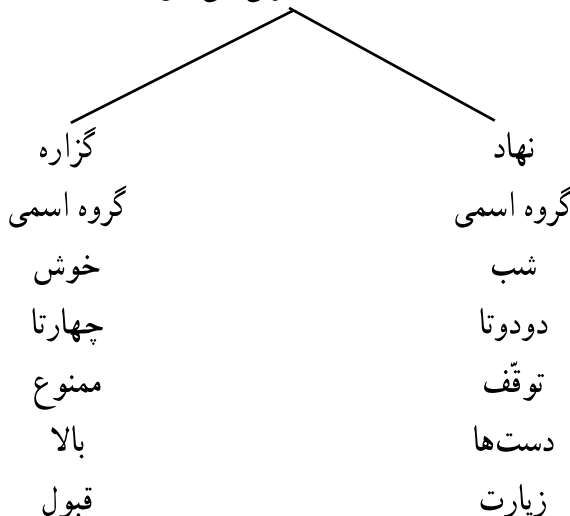 نهاد گزاره
گروه اسمی گروه اسمی
شب خوش
دودوتا چهارتا
توقّف ممنوع
دست‌ها بالا
زیارت قبول